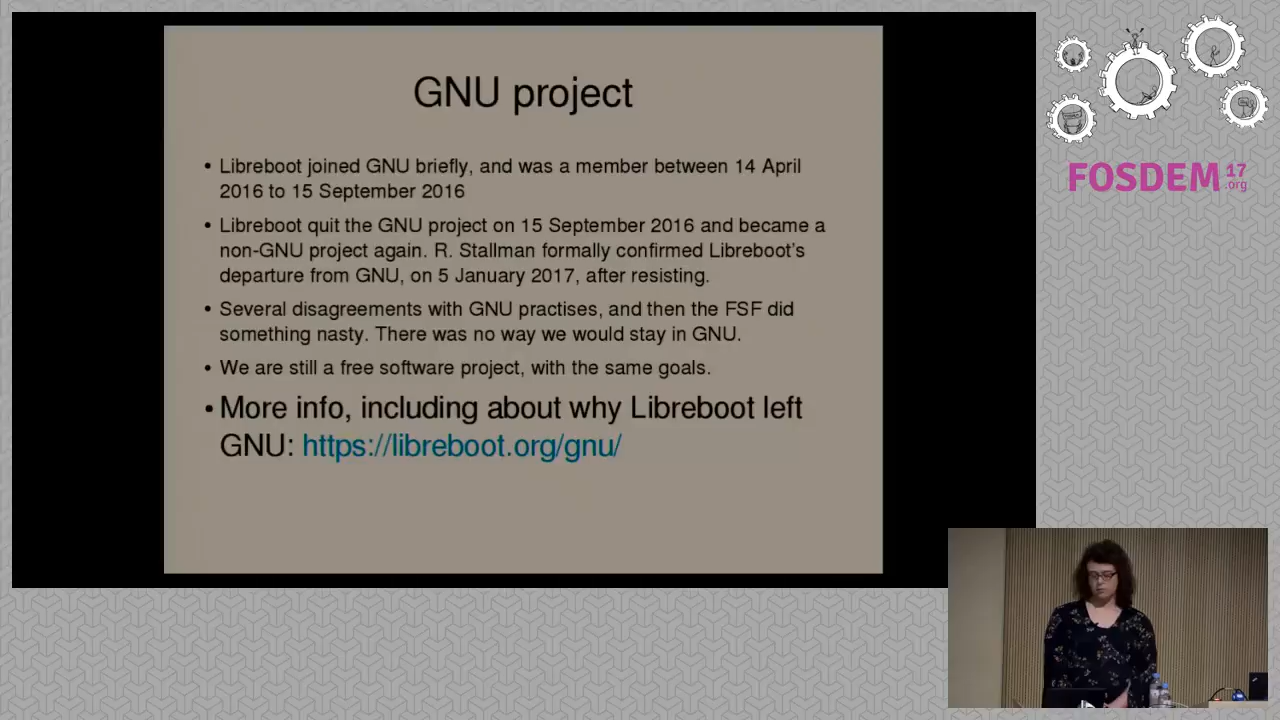 GNU project
• Libreboot joined GNU briefly, and was a member between 14 April
2016 to 15 September 2016
• Libreboot quit the GNU project on 15 September 2016 and became a
non-GNU project again. R. Stallman formally confirmed Libreboot's
departure from GNU, on 5 January 2017, after resisting.
• Several disagreements with GNU practises, and then the FSF did
something nasty. There was no way we would stay in GNU.
• We are still a free software project, with the same goals.
• More info, including about why Libreboot left
GNU: https://libreboot.org/gnu/
FOSDEM 17
.org